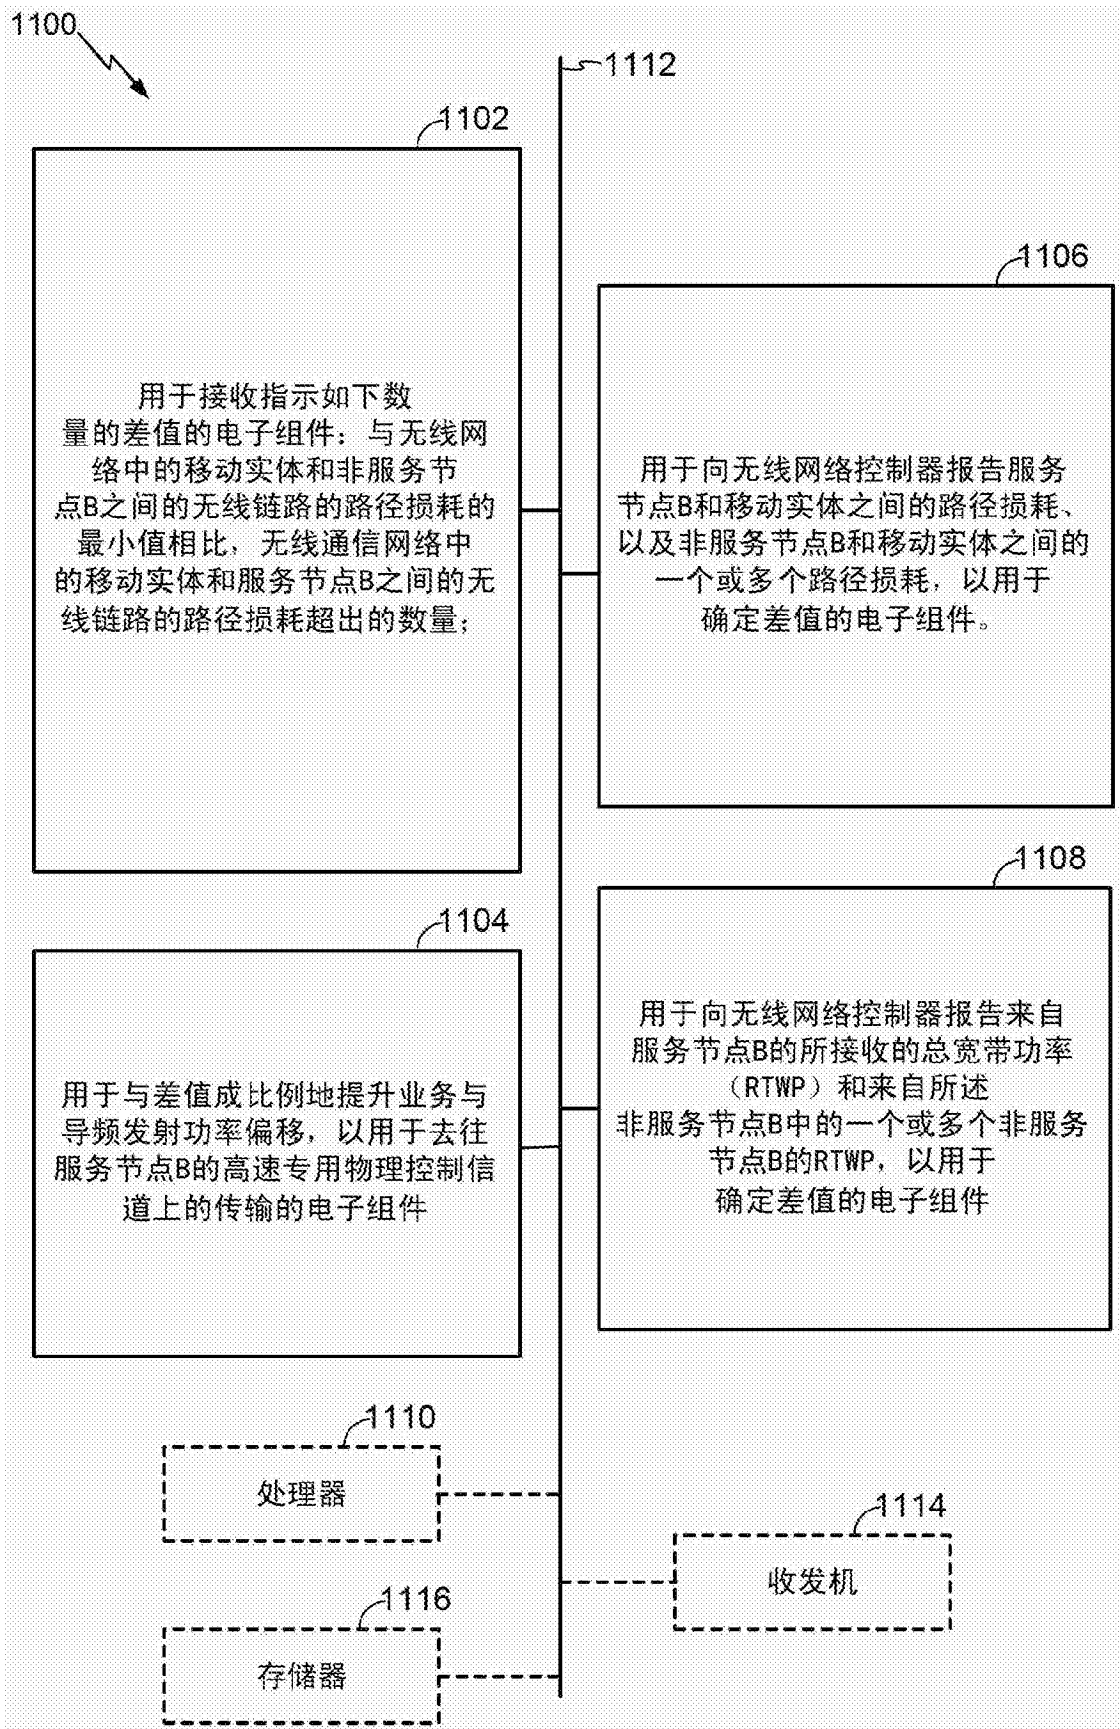 1100
1112
1102
用于接收指示如下数
量的差值的电子组件：与无线网
络中的移动实体和非服务节
点B之间的无线链路的路径损耗的
最小值相比，无线通信网络中
的移动实体和服务节点B之间的无
线链路的路径损耗超出的数量；
1106
用于向无线网络控制器报告服务
节点B和移动实体之间的路径损耗、
以及非服务节点B和移动实体之间的
一个或多个路径损耗，以用于
确定差值的电子组件。
1104
用于与差值成比例地提升业务与
导频发射功率偏移，以用于去往
服务节点B的高速专用物理控制信
道上的传输的电子组件
1108
用于向无线网络控制器报告来自
服务节点B的所接收的总宽带功率
（RTWP）和来自所述
非服务节点B中的一个或多个非服务
节点B的RTWP，以用于
确定差值的电子组件
1110
处理器
1114
收发机
1116
存储器